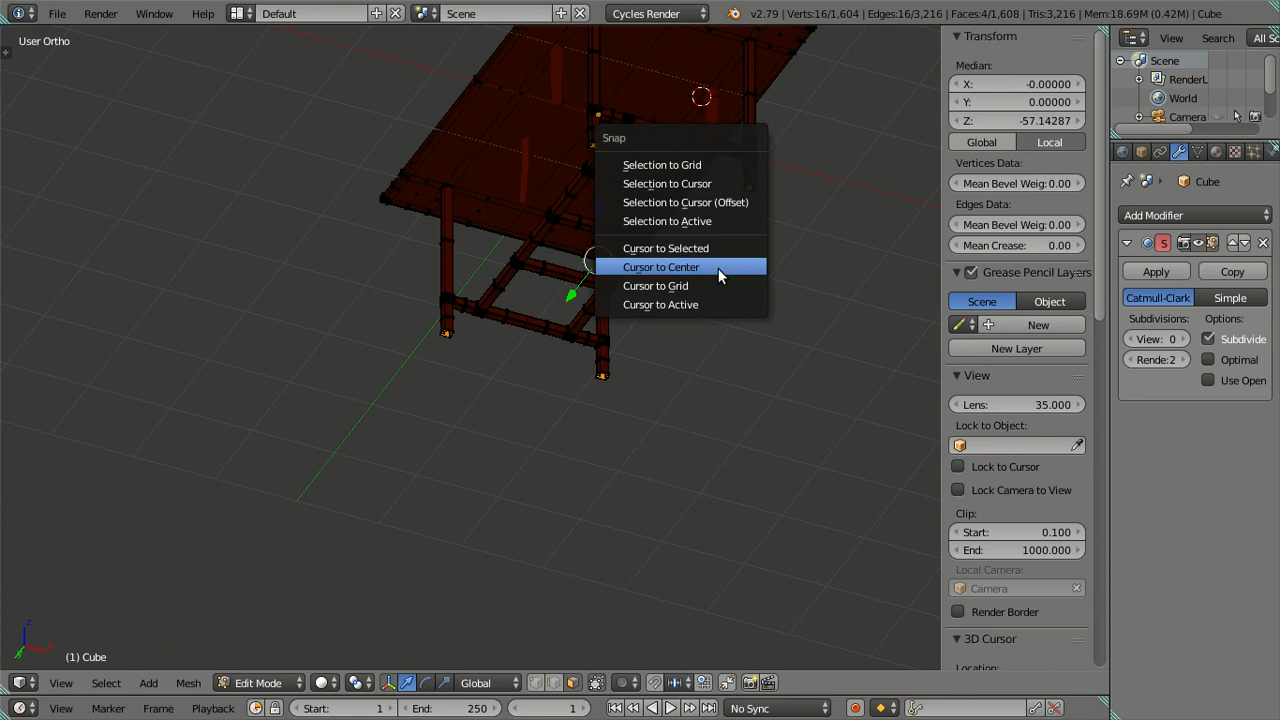 File Render Window Help Default Scene Cycles Render v2.79 | Verts:16/1,604 | Edges:16/3,216 | Faces:4/1,608 | Tris:3,216 | Mem:18.69M (0.42M) | Cube
User Ortho
Snap
Selection to Grid
Selection to Cursor
Selection to Cursor (Offset)
Selection to Active
Cursor to Selected
Cursor to Center
Cursor to Grid
Cursor to Active
z
(1) Cube
Transform
Median:
X: -0.00000
Y: 0.00000
Z: -57.14287
Global Local
Vertices Data:
Mean Bevel Weig: 0.00
Edges Data:
Mean Bevel Weig: 0.00
Mean Crease: 0.00
Grease Pencil Layers
Scene Object
New
New Layer
View
Lens: 35.000
Lock to Object:
Lock to Cursor
Lock Camera to View
Clip:
Start: 0.100
End: 1000.000
Local Camera:
Camera
Render Border
3D Cursor
Location:
View Search All Sc
Scene
RenderL
World
Camera
Cube
Add Modifier
S
Apply Copy
Catmull-Clark Simple
Subdivisions: Options:
View: 0 Subdivide
Rende: 2 Optimal
Use Open
View Select Add Mesh Edit Mode Global
View Marker Frame Playback Start: 1 End: 250 1 No Sync